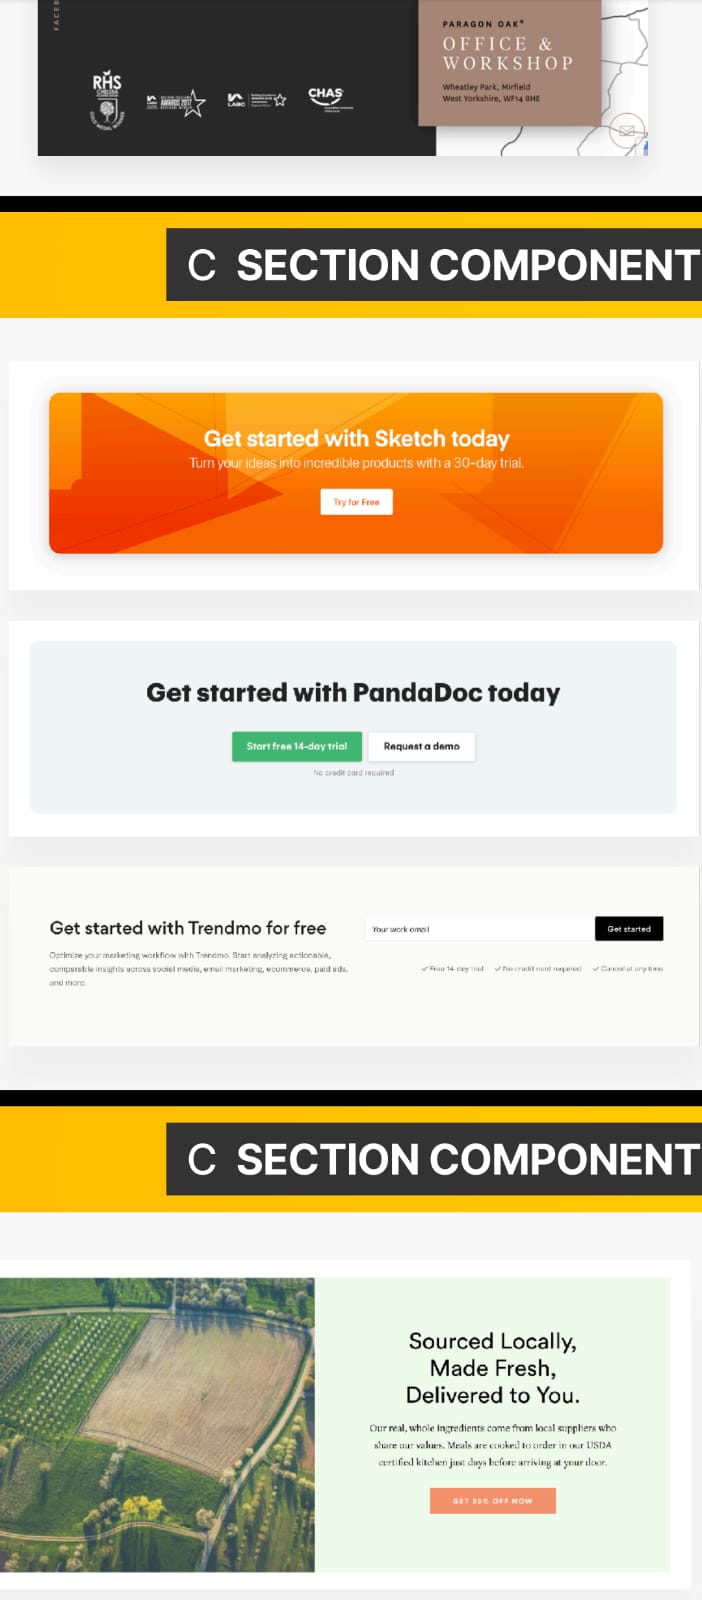 FACEB
PARAGON OAK®
OFFICE &
WORKSHOP
Wheatley Park, Mirfield
West Yorkshire, WF14 8HE
RHS
CHELSEA
GOLD MEDAL WINNER
LABC
AWARDS 2017
LABC
CHAS
C SECTION COMPONENT
Get started with Sketch today
Turn your ideas into incredible products with a 30-day trial.
Try for Free
Get started with PandaDoc today
Start free 14-day trial
Request a demo
No credit card required
Get started with Trendmo for free
Your work email
Get started
Optimize your marketing workflow with Trendmo. Start analyzing actionable,
comparable insights across social media, email marketing, ecommerce, paid ads,
and more.
✓ Free 14-day trial ✓ No credit card required ✓ Cancel at any time
C SECTION COMPONENT
Sourced Locally,
Made Fresh,
Delivered to You.
Our real, whole ingredients come from local suppliers who
share our values. Meals are cooked to order in our USDA
certified kitchen just days before arriving at your door.
GET 20% OFF NOW